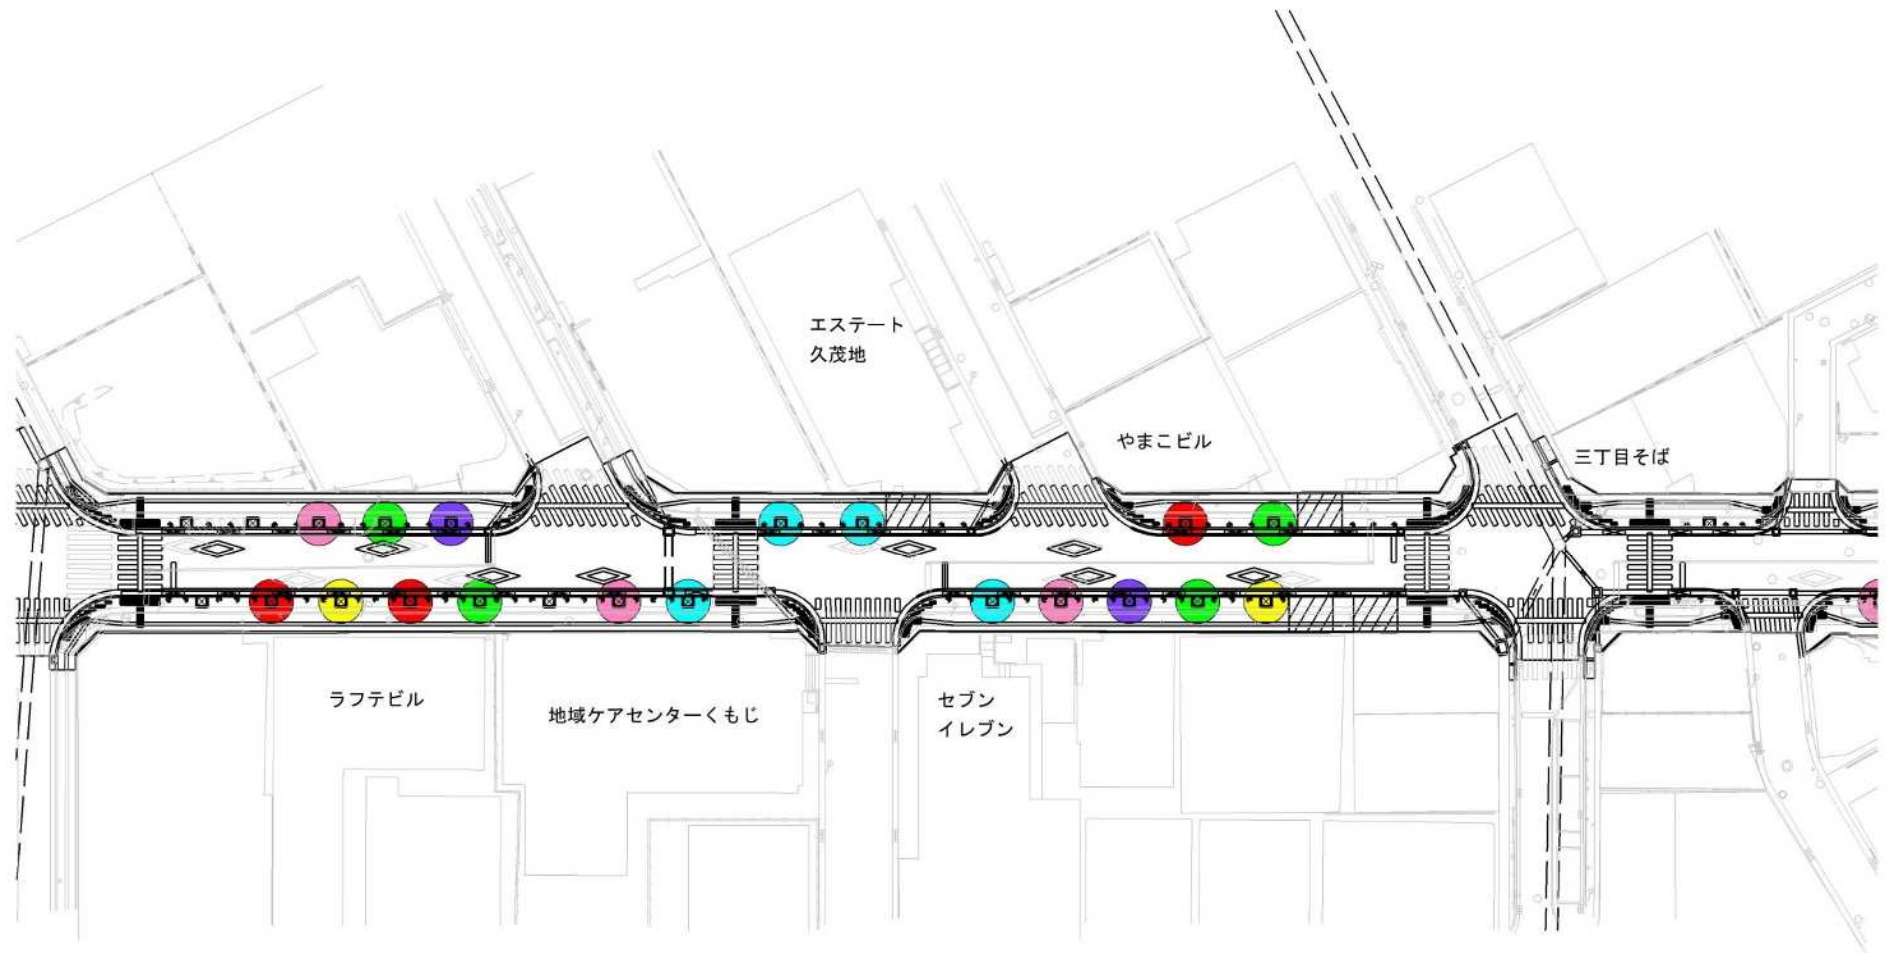 エステート
久茂地
やまこビル
三丁目そば
ラフテビル
地域ケアセンターくもじ
セブン
イレブン